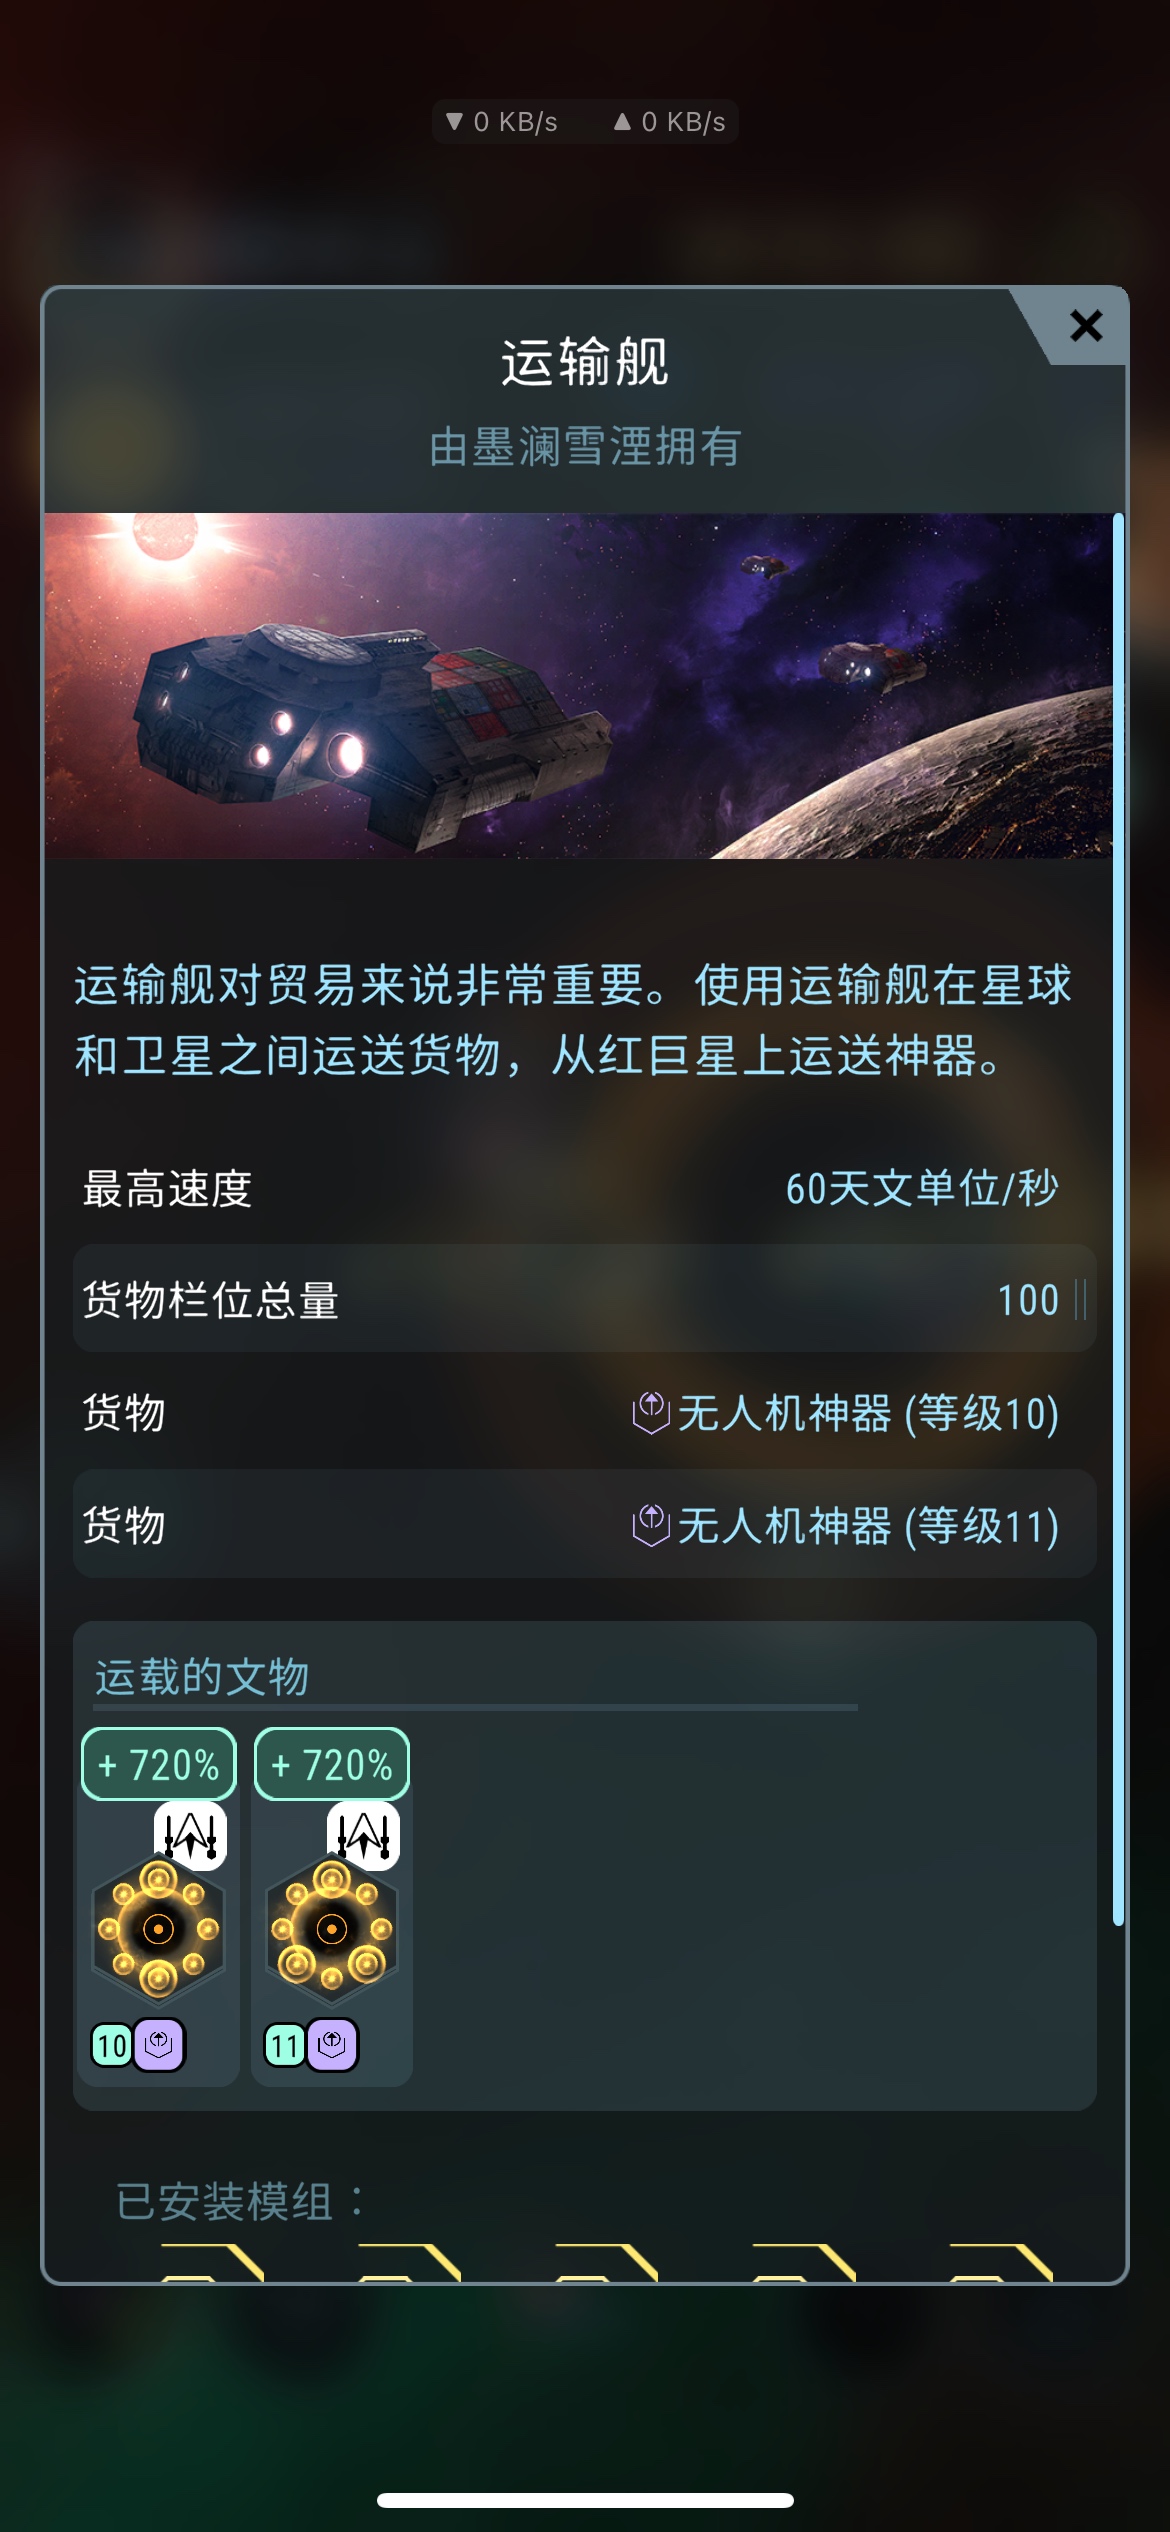 ▼ 0 KB/s ▲ 0 KB/s
运输舰
由墨澜雪湮拥有
运输舰对贸易来说非常重要。使用运输舰在星球
和卫星之间运送货物，从红巨星上运送神器。
最高速度 60天文单位/秒
货物栏位总量 100
货物 无人机神器 (等级10)
货物 无人机神器 (等级11)
运载的文物
+ 720% + 720%
10 11
已安装模组：